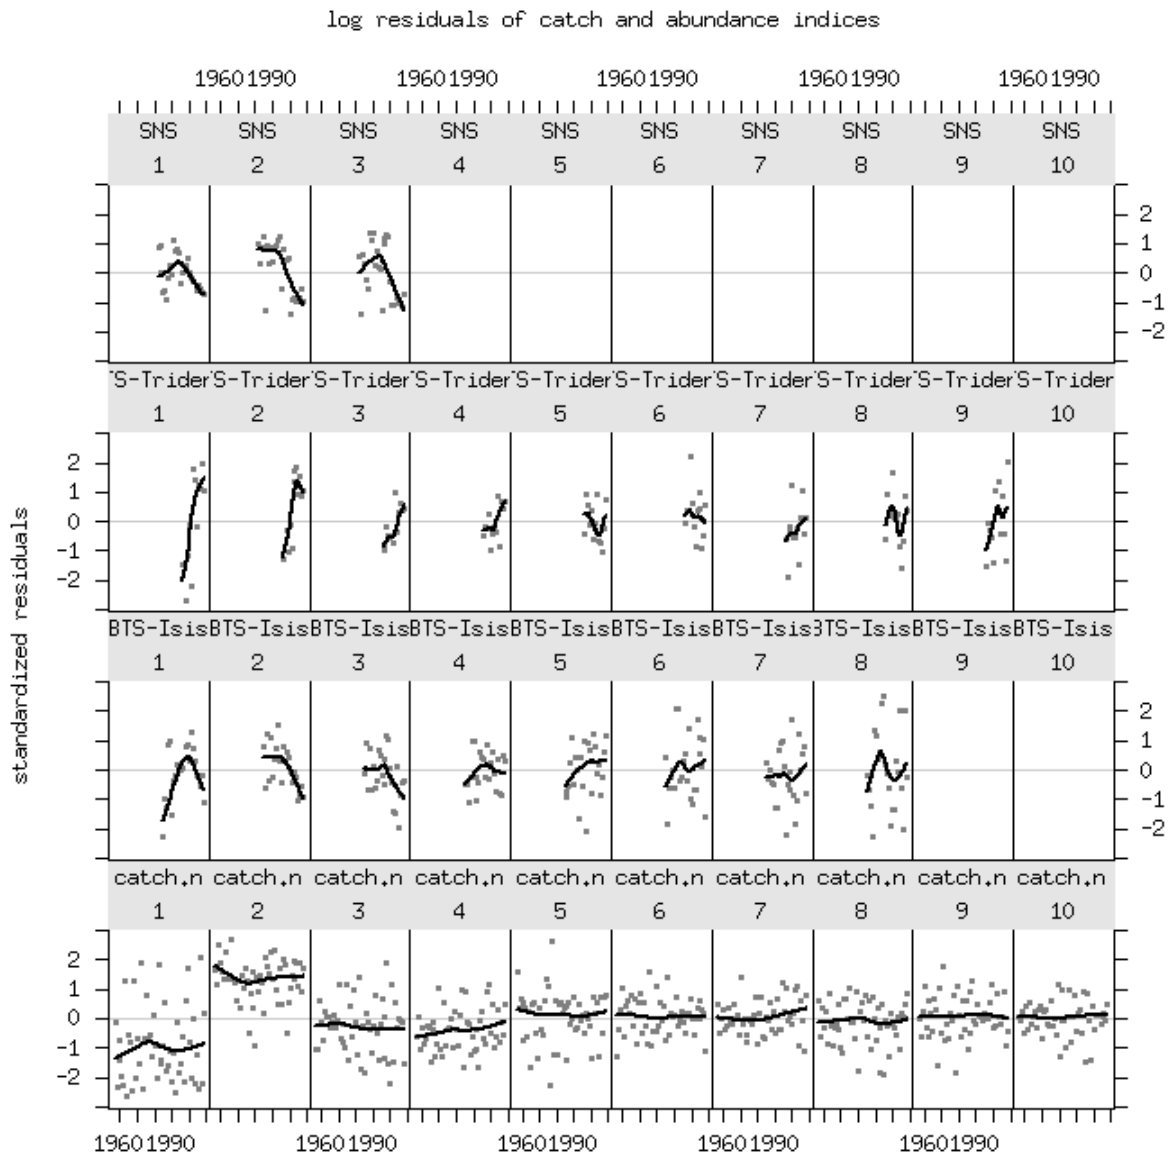 log residuals of catch and abundance indices
1960 1990 1960 1990 1960 1990 1960 1990 1960 1990
SNS SNS SNS SNS SNS SNS SNS SNS SNS SNS
1 2 3 4 5 6 7 8 9 10
2
1
0
-1
-2
'S-Trider 'S-Trider 'S-Trider 'S-Trider 'S-Trider 'S-Trider 'S-Trider 'S-Trider 'S-Trider 'S-Trider
1 2 3 4 5 6 7 8 9 10
2
1
0
-1
-2
standardized residuals
BTS-Isis BTS-Isis BTS-Isis BTS-Isis BTS-Isis BTS-Isis BTS-Isis BTS-Isis BTS-Isis BTS-Isis
1 2 3 4 5 6 7 8 9 10
2
1
0
-1
-2
catch.n catch.n catch.n catch.n catch.n catch.n catch.n catch.n catch.n catch.n
1 2 3 4 5 6 7 8 9 10
2
1
0
-1
-2
1960 1990 1960 1990 1960 1990 1960 1990 1960 1990